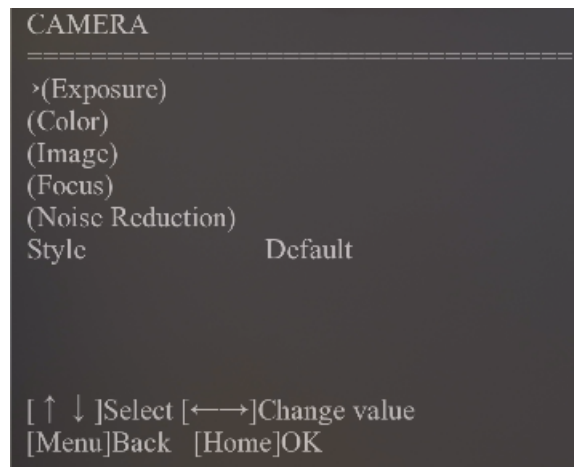 CAMERA
===================================
›(Exposure)
(Color)
(Image)
(Focus)
(Noise Reduction)
Style Default
[↑↓]Select [←→]Change value
[Menu]Back [Home]OK